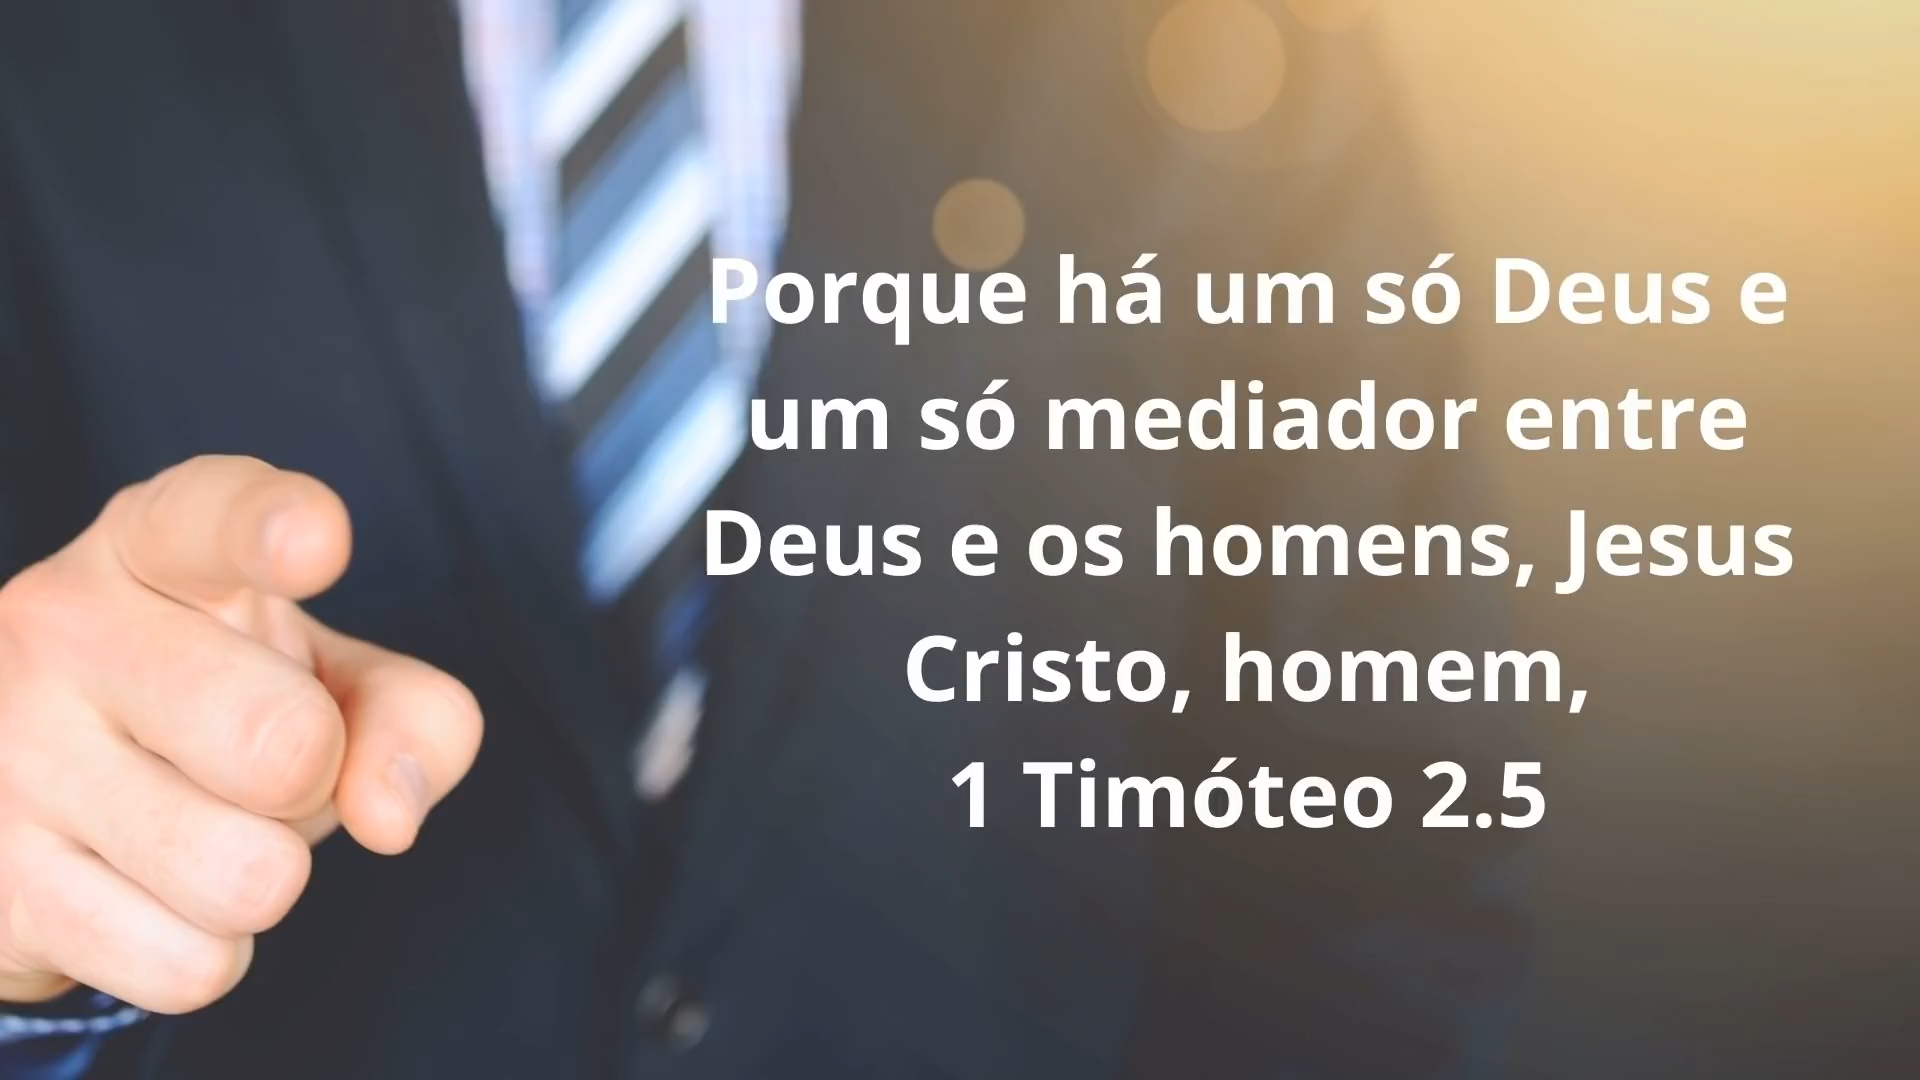 Porque há um só Deus e
um só mediador entre
Deus e os homens, Jesus
Cristo, homem,
1 Timóteo 2.5